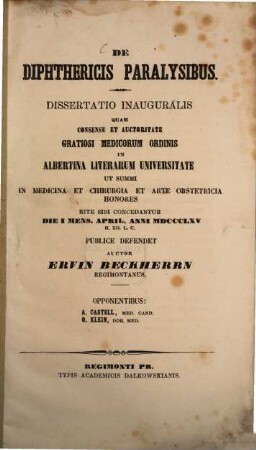 DE
DIPHTHERICIS PARALYSIBUS.
DISSERTATIO INAUGURALIS
QUAM
CONSENSU ET AUCTORITATE
GRATIOSI MEDICORUM ORDINIS
IN
ALBERTINA LITERARUM UNIVERSITATE
UT SUMMI
IN MEDICINA ET CHIRURGIA ET ARTE OBSTETRICIA
HONORES
RITE SIBI CONCEDANTUR
DIE I MENS. APRIL. ANNI MDCCCLXV
H. XII. L. C.
PUBLICE DEFENDET
AUCTOR
ERVIN BECKHERRN
REGIMONTANUS.
OPPONENTIBUS:
A. CASTELL, MED. CAND.
O. KLEIN, DOR. MED.
REGIMONTI PR.
TYPIS ACADEMICIS DALKOWSKIANIS.